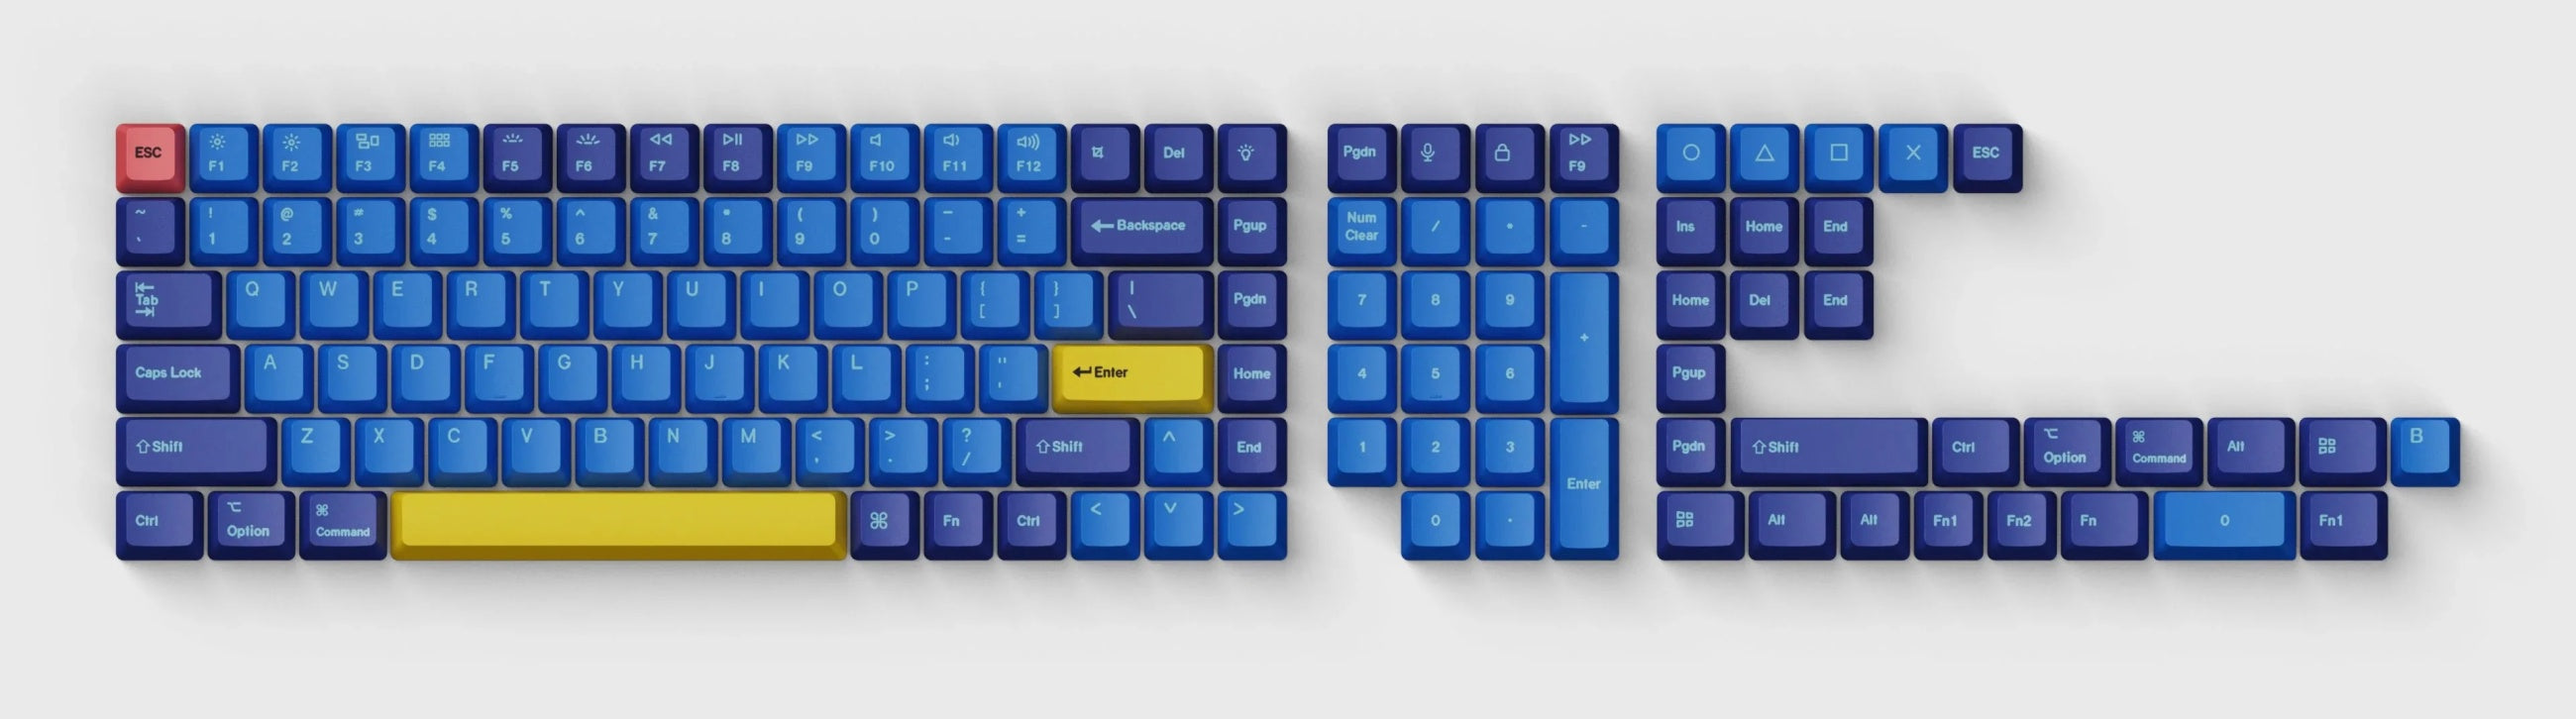 ESC F1 F2 F3 F4 F5 F6 F7 F8 F9 F10 F11 F12 Del
~ ! @ # $ % ^ & * ( ) _ +
` 1 2 3 4 5 6 7 8 9 0 - = ← Backspace Pgup
Tab Q W E R T Y U I O P { [ } ] | \ Pgdn
Caps Lock A S D F G H J K L : ; " ' ↵ Enter Home
⇧ Shift Z X C V B N M < , > . ? / ⇧ Shift ^ End
Ctrl ⌥ Option ⌘ Command ⌘ Fn Ctrl < v >
Pgdn F9
Num Clear / * -
7 8 9 +
4 5 6
1 2 3 Enter
0 .
○ △ □ × ESC
Ins Home End
Home Del End
Pgup
Pgdn ⇧ Shift Ctrl ⌥ Option ⌘ Command Alt B
Alt Alt Fn1 Fn2 Fn 0 Fn1